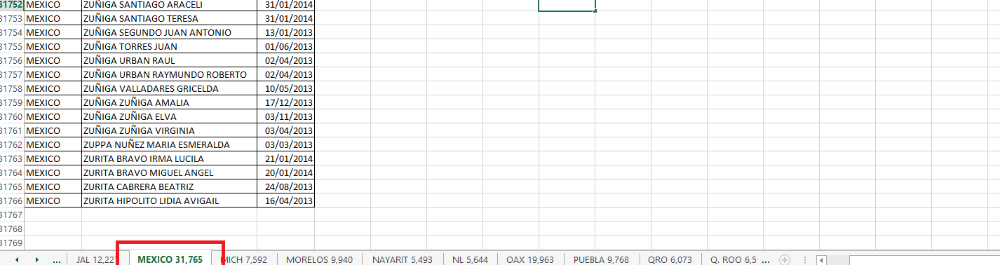 31752 MEXICO ZUÑIGA SANTIAGO ARACELI 31/01/2014
31753 MEXICO ZUÑIGA SANTIAGO TERESA 31/01/2014
31754 MEXICO ZUÑIGA SEGUNDO JUAN ANTONIO 13/01/2013
31755 MEXICO ZUÑIGA TORRES JUAN 01/06/2013
31756 MEXICO ZUÑIGA URBAN RAUL 02/04/2013
31757 MEXICO ZUÑIGA URBAN RAYMUNDO ROBERTO 02/04/2013
31758 MEXICO ZUÑIGA VALLADARES GRICELDA 10/05/2013
31759 MEXICO ZUÑIGA ZUÑIGA AMALIA 17/12/2013
31760 MEXICO ZUÑIGA ZUÑIGA ELVA 03/11/2013
31761 MEXICO ZUÑIGA ZUÑIGA VIRGINIA 03/04/2013
31762 MEXICO ZUPPA NUÑEZ MARIA ESMERALDA 03/03/2013
31763 MEXICO ZURITA BRAVO IRMA LUCILA 21/01/2014
31764 MEXICO ZURITA BRAVO MIGUEL ANGEL 20/01/2014
31765 MEXICO ZURITA CABRERA BEATRIZ 24/08/2013
31766 MEXICO ZURITA HIPOLITO LIDIA AVIGAIL 16/04/2013
31767
31768
31769
... JAL 12,227 MEXICO 31,765 MICH 7,592 MORELOS 9,940 NAYARIT 5,493 NL 5,644 OAX 19,963 PUEBLA 9,768 QRO 6,073 Q. ROO 6,5 ...